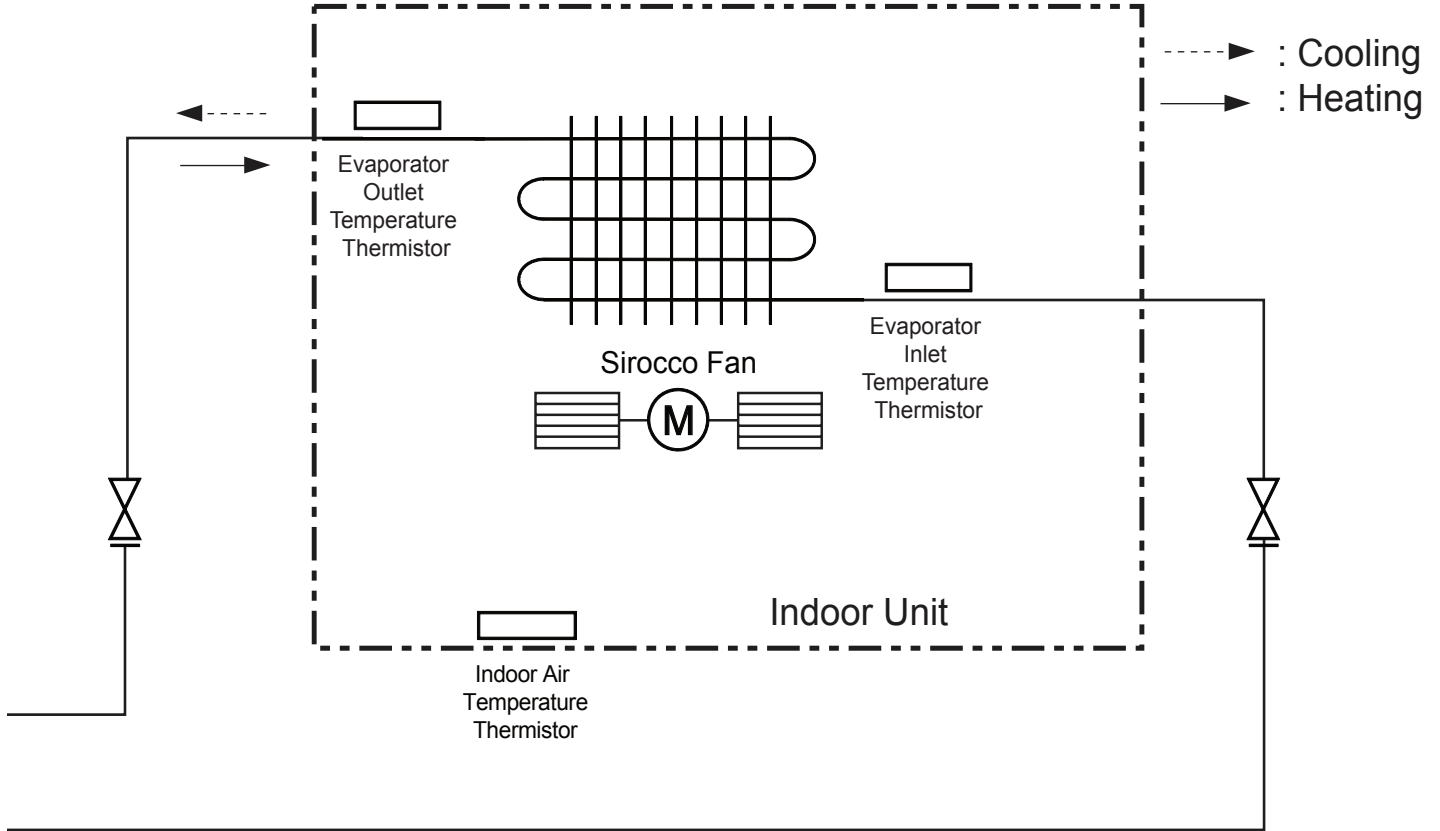 : Cooling
: Heating
Evaporator
Outlet
Temperature
Thermistor
Evaporator
Inlet
Temperature
Thermistor
Sirocco Fan
M
Indoor Unit
Indoor Air
Temperature
Thermistor